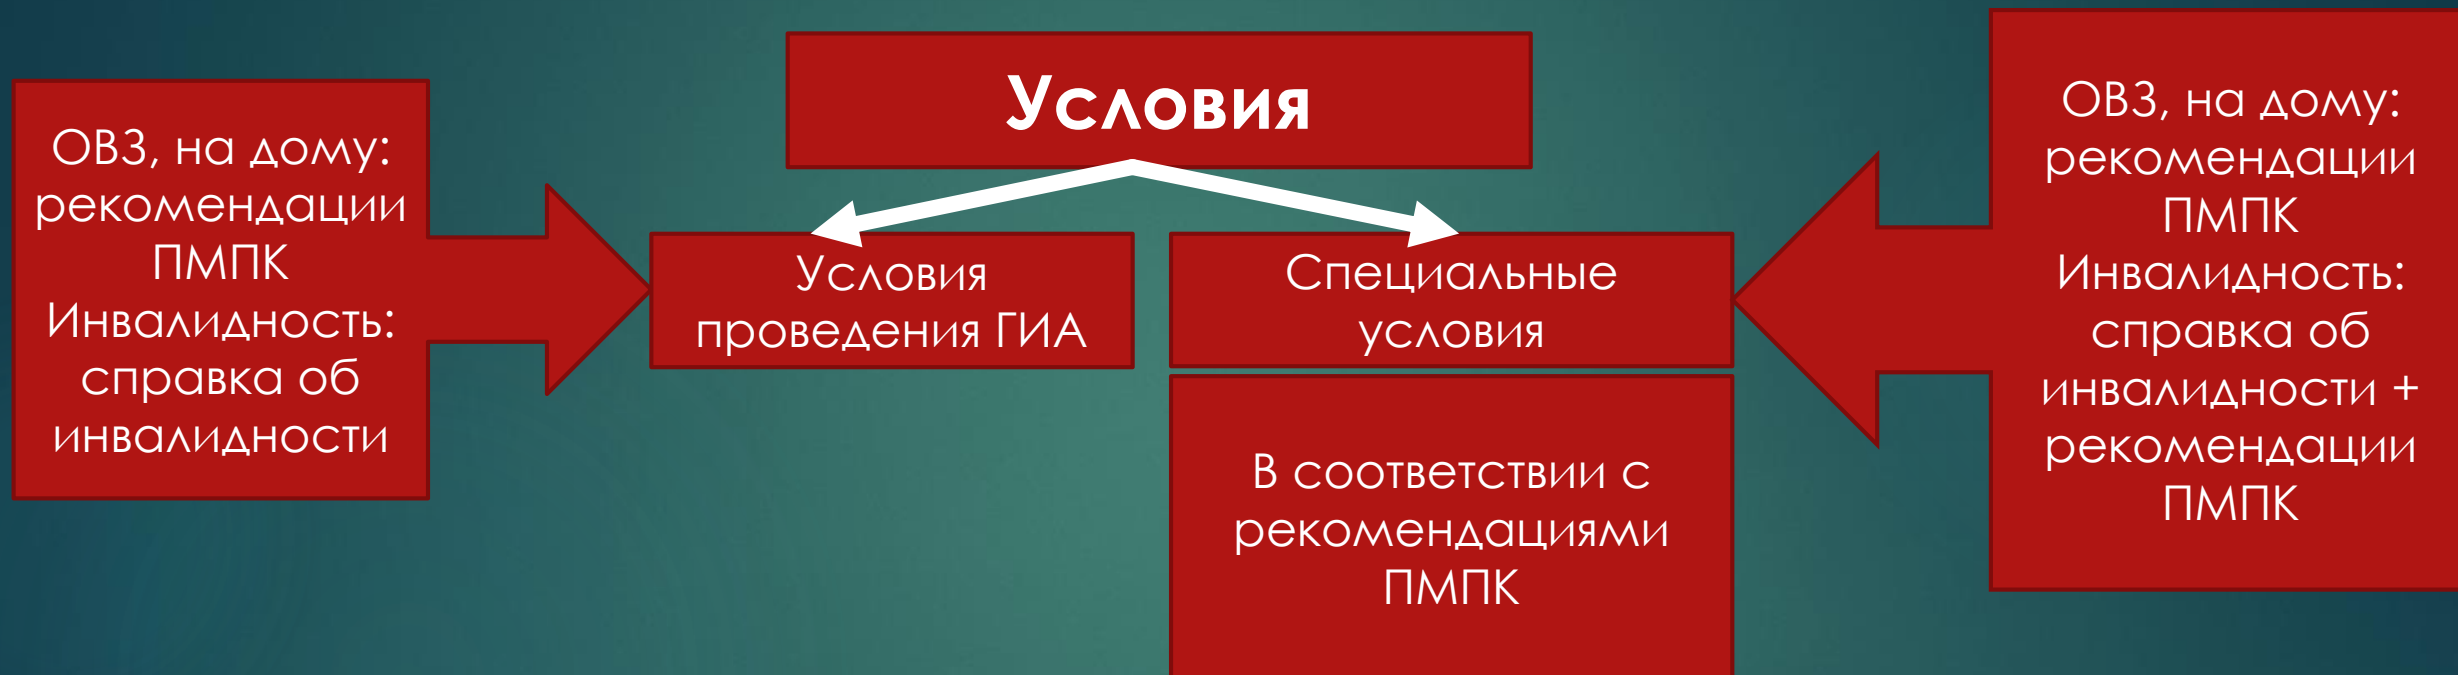 Условия
ОВЗ, на дому:
рекомендации
ПМПК
Инвалидность:
справка об
инвалидности
Условия
проведения ГИА
Специальные
условия
В соответствии с
рекомендациями
ПМПК
ОВЗ, на дому:
рекомендации
ПМПК
Инвалидность:
справка об
инвалидности +
рекомендации
ПМПК